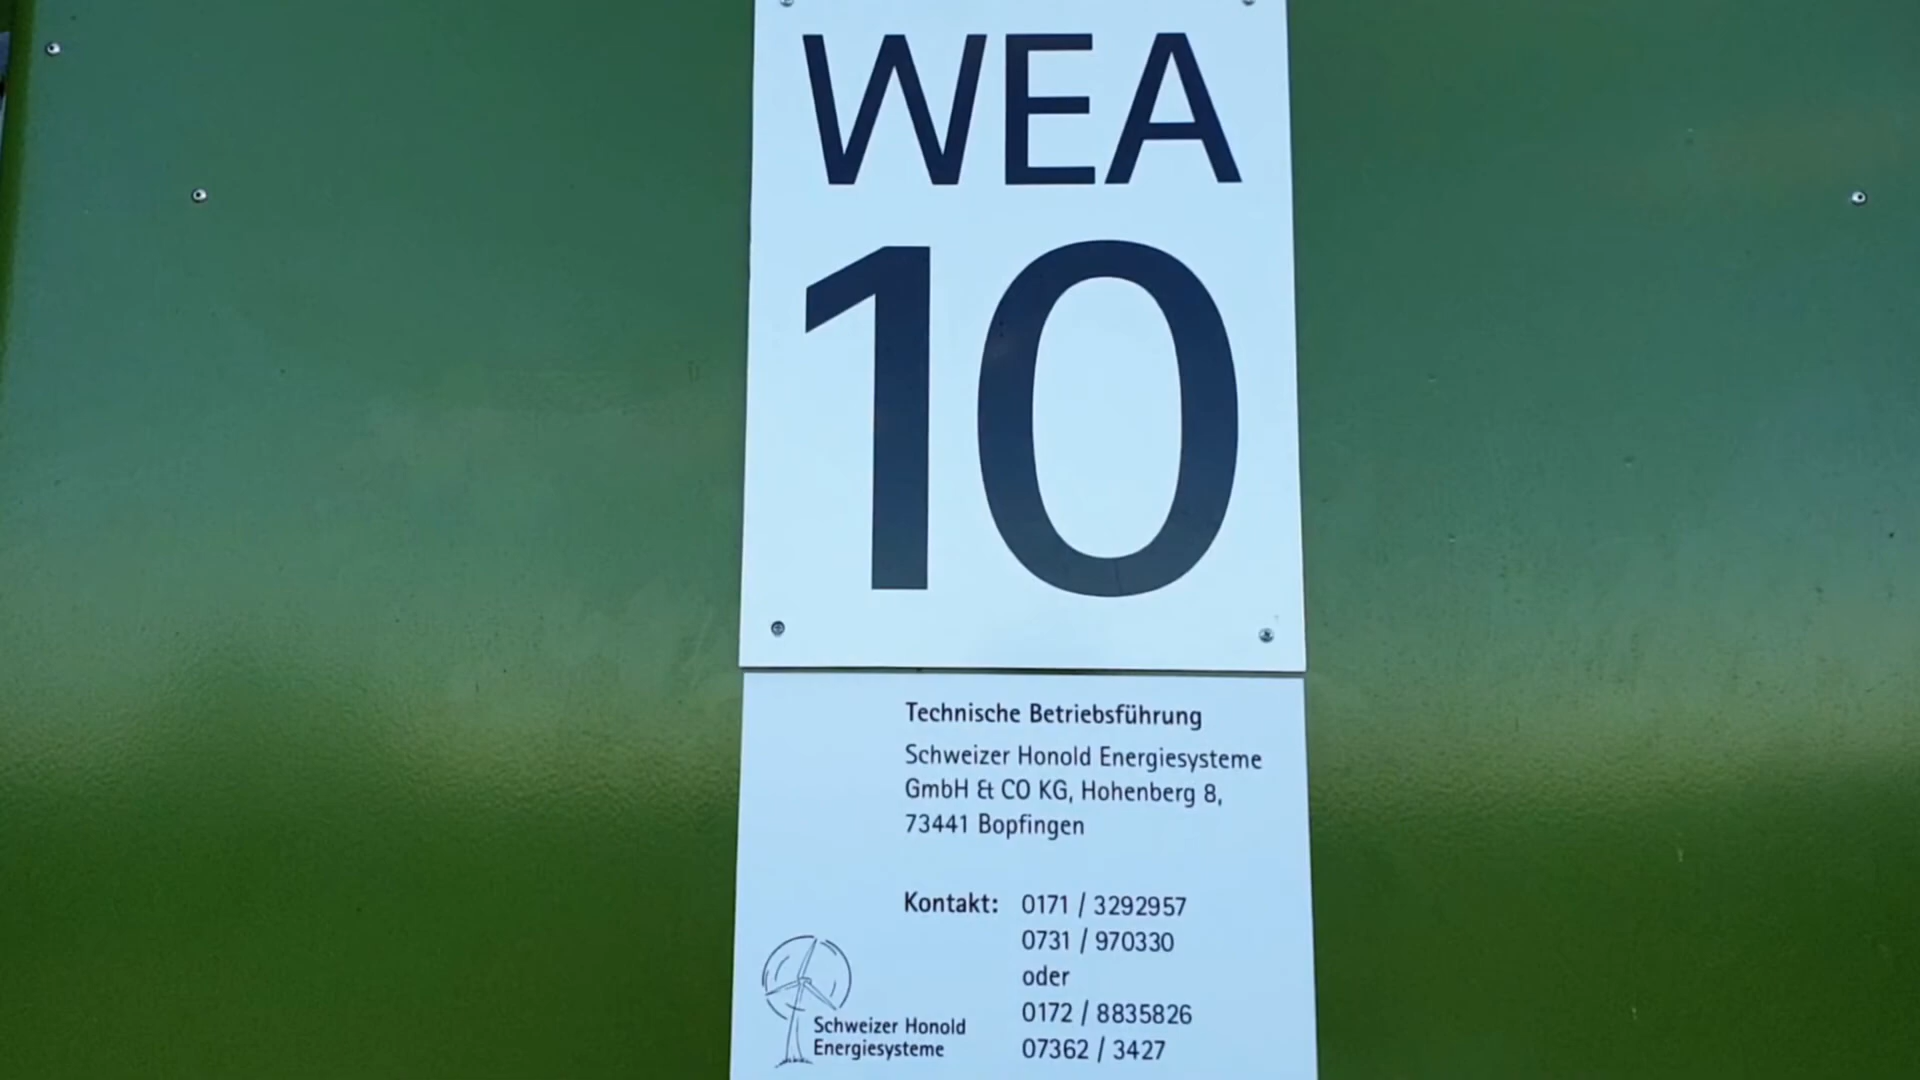 WEA
10
Technische Betriebsführung
Schweizer Honold Energiesysteme
GmbH & CO KG, Hohenberg 8,
73441 Bopfingen
Kontakt: 0171 / 3292957
0731 / 970330
oder
0172 / 8835826
07362 / 3427
Schweizer Honold
Energiesysteme